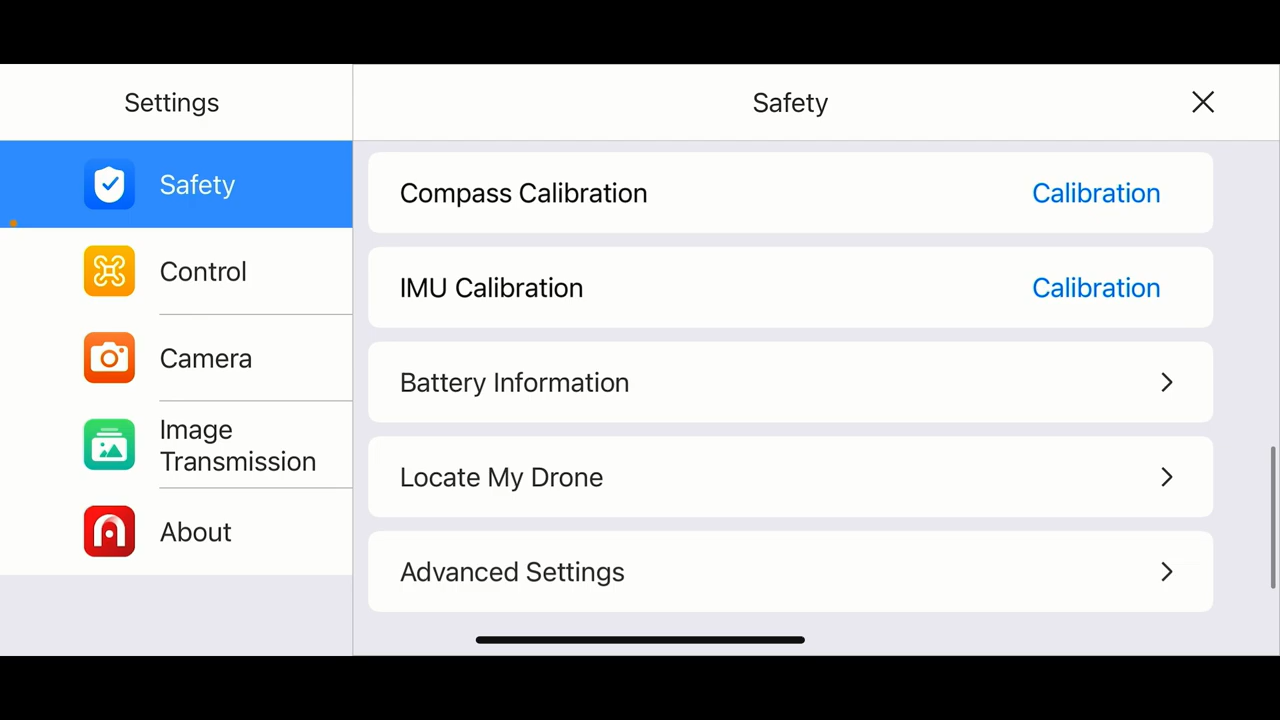 Settings
Safety
Safety
Control
Camera
Image
Transmission
About
Compass Calibration Calibration
IMU Calibration Calibration
Battery Information
Locate My Drone
Advanced Settings